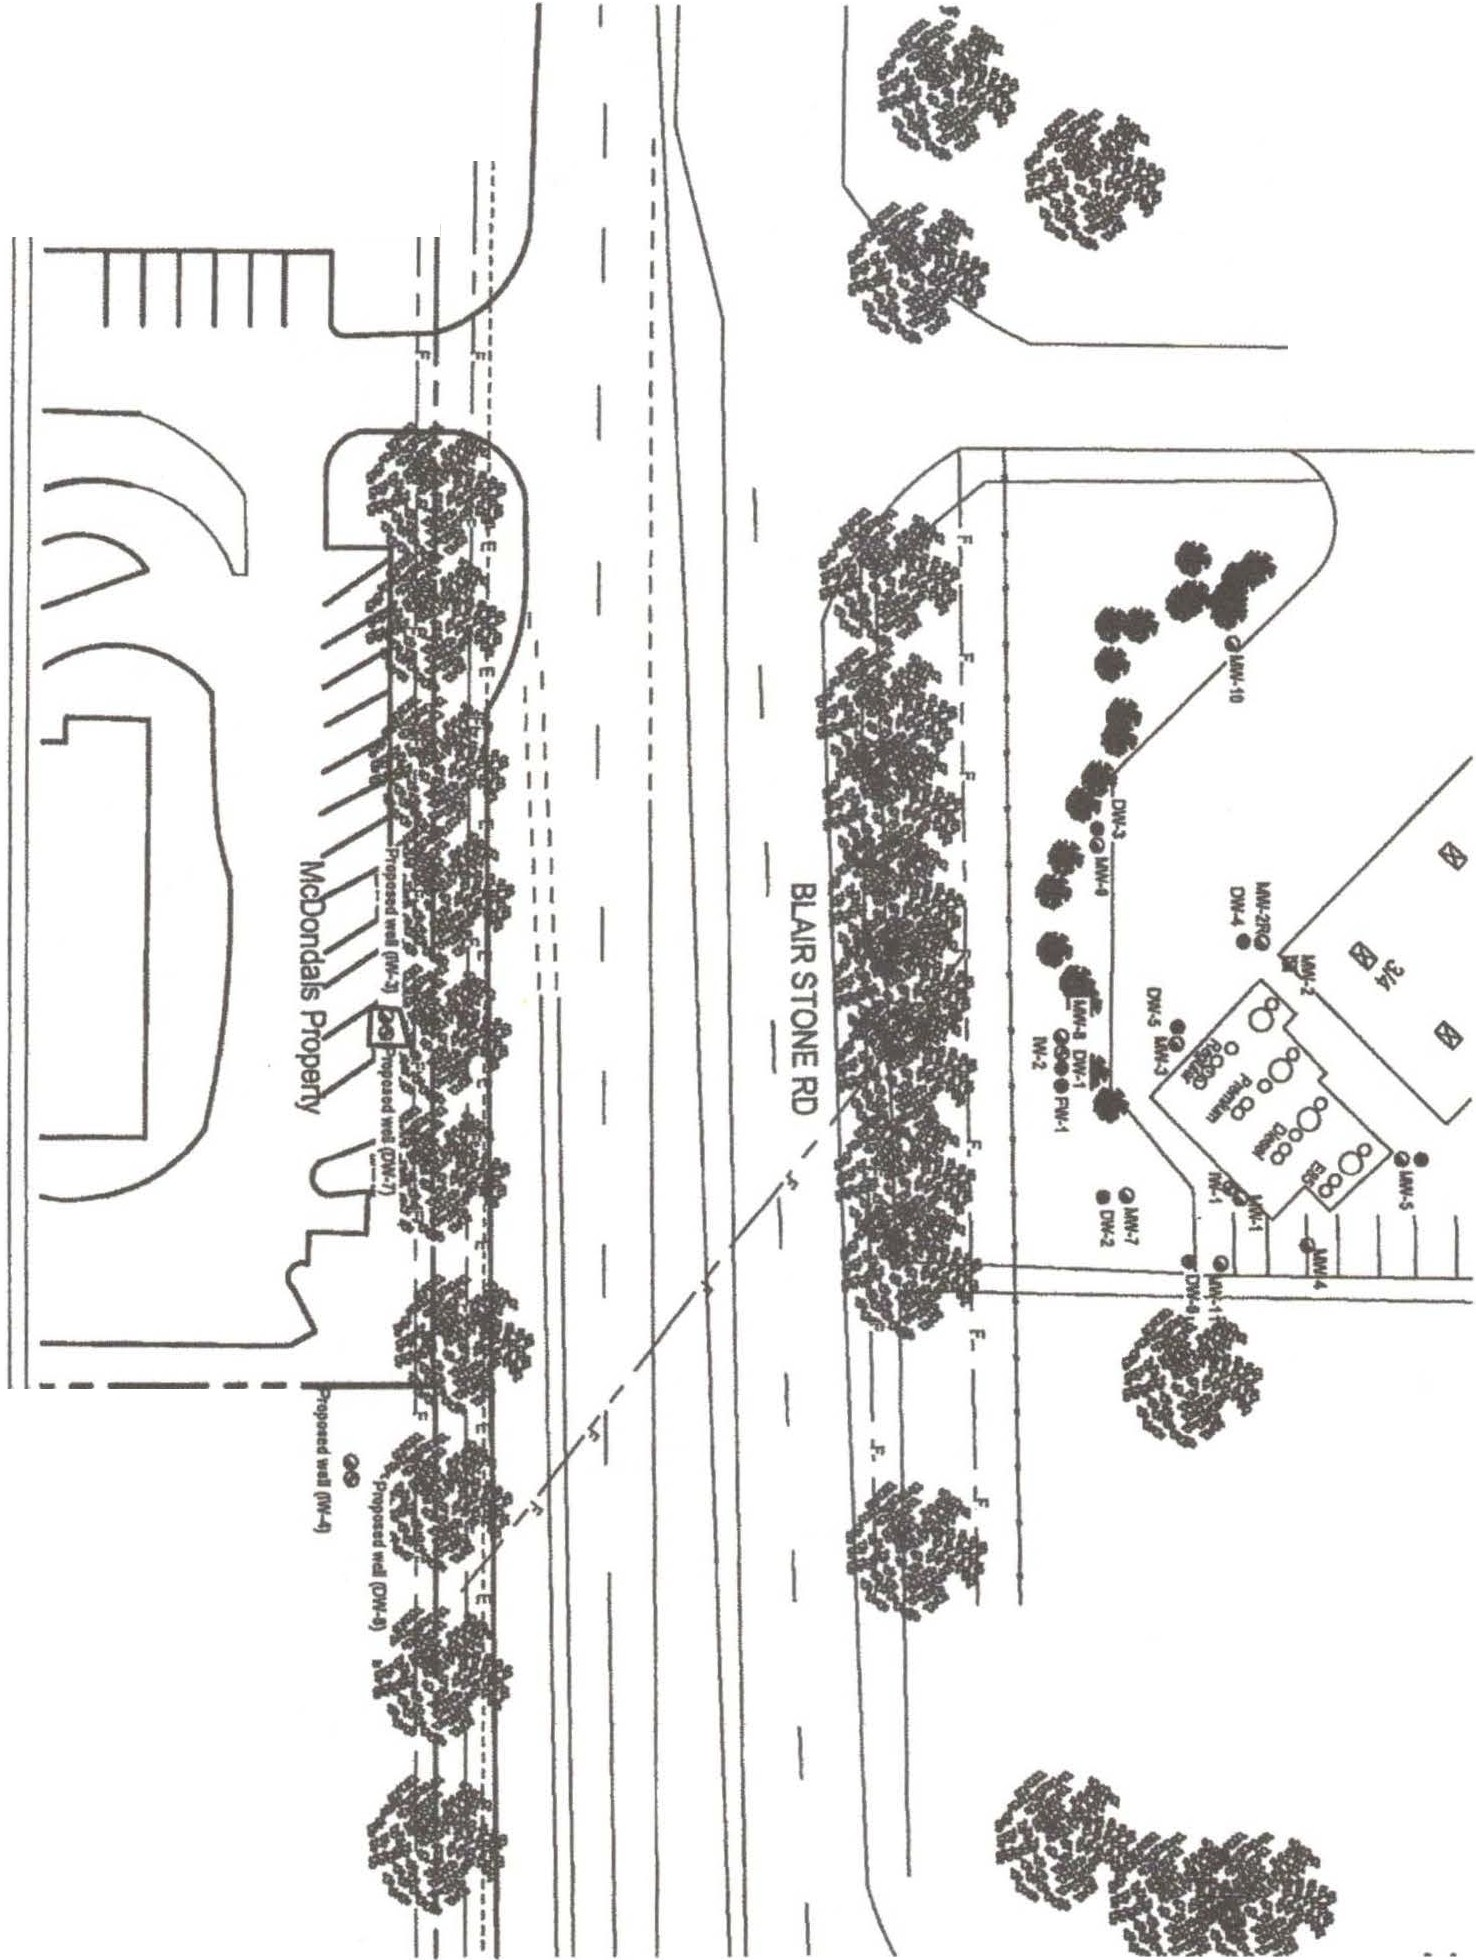 MW-10
DW-3
MW-9
MW-2R
DW-4
MW-2
3/4
DW-5
MW-3
Regular
Premium
Diesel
E85
MW-8
DW-1
IW-2
PW-1
IW-1
MW-1
MW-5
MW-7
DW-2
MW-4
MW-11
DW-6
BLAIR STONE RD
Proposed well (IW-3)
McDondals Property
Proposed well (DW-7)
Proposed well (IW-4)
Proposed well (DW-8)
F
F
E
E
E
E
E
E
E
F
F
F
F
F
F
F
F
F
F
F
F